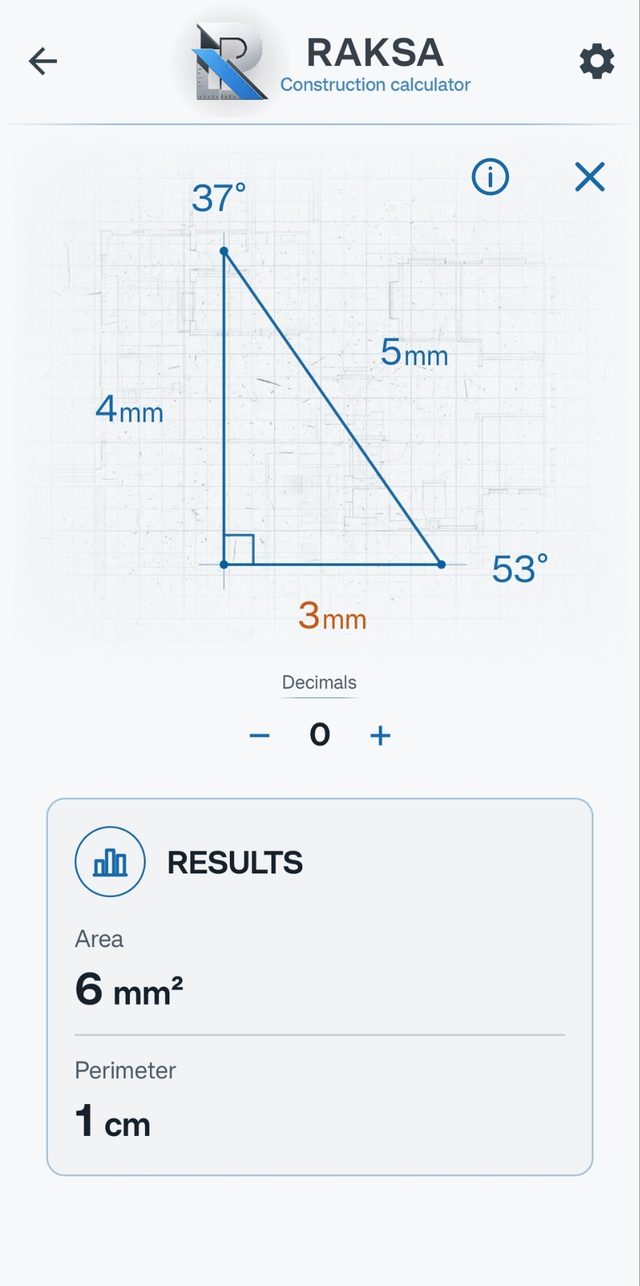 RAKSA
Construction calculator
37°
5mm
4mm
53°
3mm
Decimals
− 0 +
RESULTS
Area
6 mm²
Perimeter
1 cm